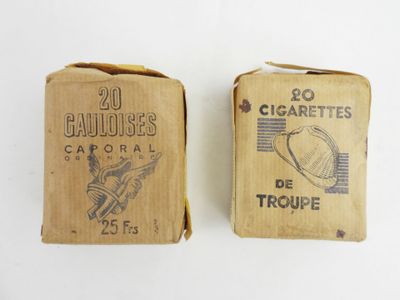 20
GAULOISES
CAPORAL
ORDINAIRE
25 Frs
20
CIGARETTES
DE
TROUPE